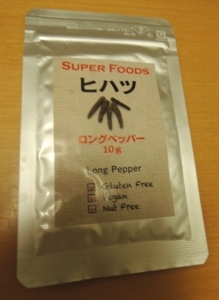 SUPER FOODS
ヒハツ
ロングペッパー
10g
Long Pepper
Gluten Free
Vegan
Nut Free